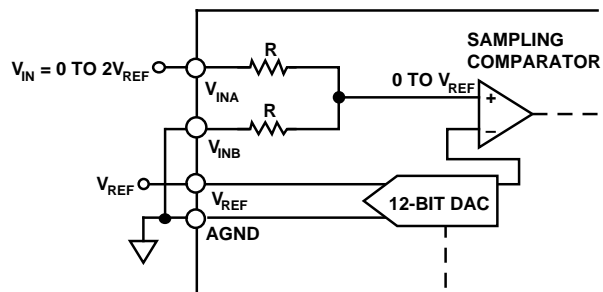 SAMPLING
COMPARATOR
R
V_IN = 0 TO 2V_REF
V_INA
0 TO V_REF
+
R
–
V_INB
V_REF
V_REF
12-BIT DAC
AGND